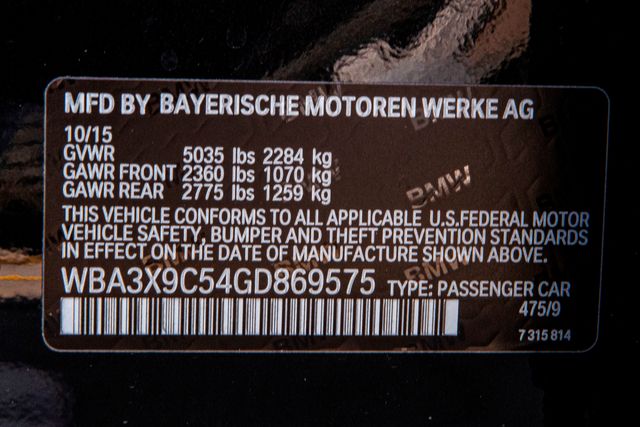 MFD BY BAYERISCHE MOTOREN WERKE AG
10/15
GVWR 5035 lbs 2284 kg
GAWR FRONT 2360 lbs 1070 kg
GAWR REAR 2775 lbs 1259 kg
THIS VEHICLE CONFORMS TO ALL APPLICABLE U.S.FEDERAL MOTOR
VEHICLE SAFETY, BUMPER AND THEFT PREVENTION STANDARDS
IN EFFECT ON THE DATE OF MANUFACTURE SHOWN ABOVE.
WBA3X9C54GD869575 TYPE: PASSENGER CAR
475/9
7 315 814
BMW
BMW